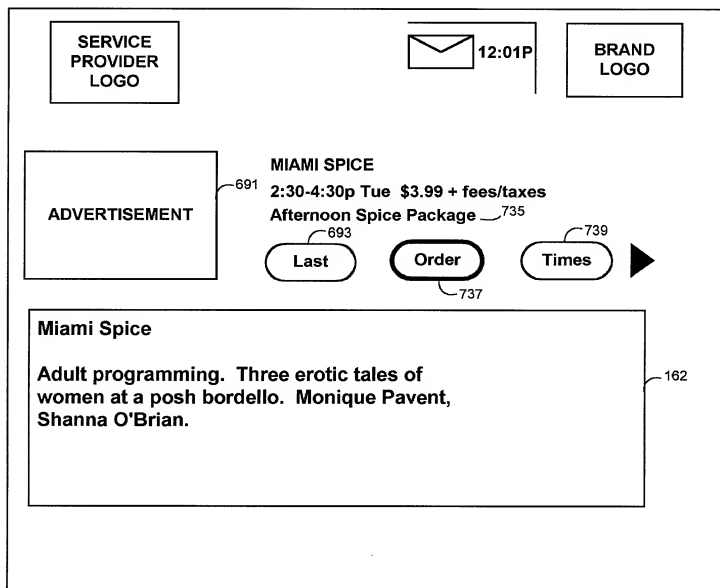 SERVICE
PROVIDER
LOGO
12:01P
BRAND
LOGO
ADVERTISEMENT
691
MIAMI SPICE
2:30-4:30p Tue $3.99 + fees/taxes
Afternoon Spice Package
735
693
739
Last
Order
Times
737
Miami Spice
Adult programming. Three erotic tales of
women at a posh bordello. Monique Pavent,
Shanna O'Brian.
162